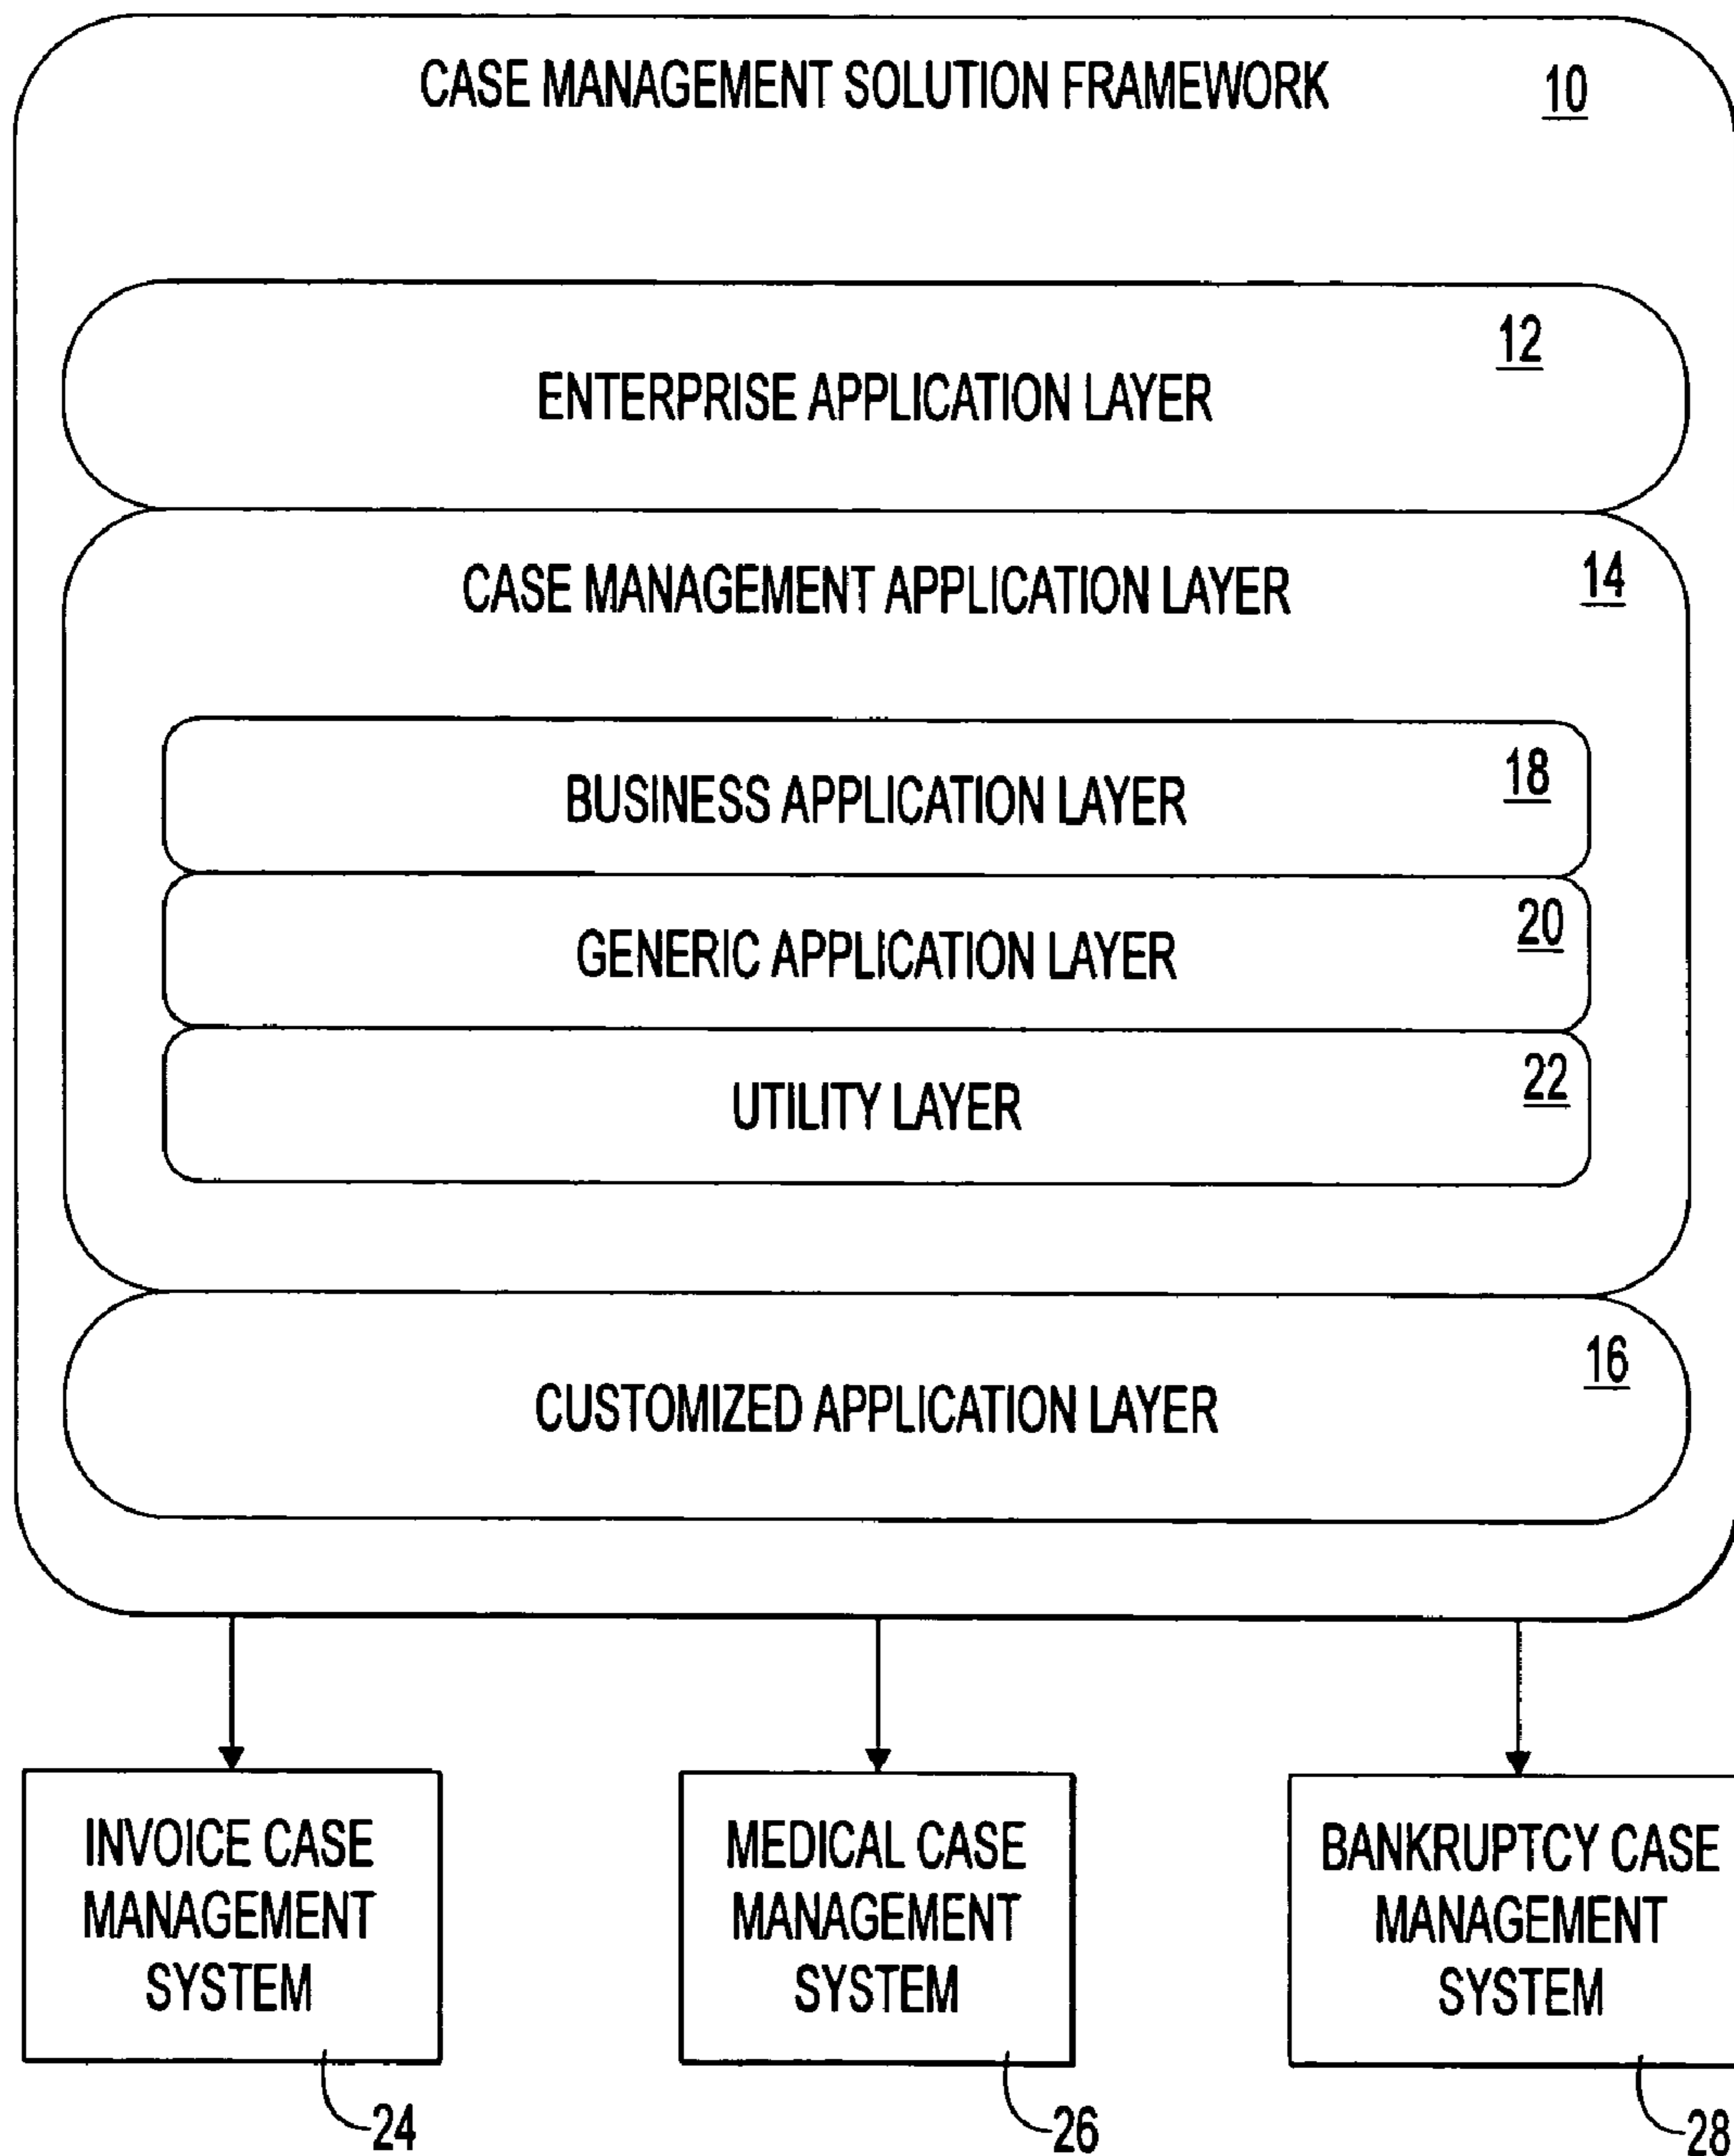 CASE MANAGEMENT SOLUTION FRAMEWORK 10
ENTERPRISE APPLICATION LAYER 12
CASE MANAGEMENT APPLICATION LAYER 14
BUSINESS APPLICATION LAYER 18
GENERIC APPLICATION LAYER 20
UTILITY LAYER 22
CUSTOMIZED APPLICATION LAYER 16
INVOICE CASE
MANAGEMENT
SYSTEM
24
MEDICAL CASE
MANAGEMENT
SYSTEM
26
BANKRUPTCY CASE
MANAGEMENT
SYSTEM
28